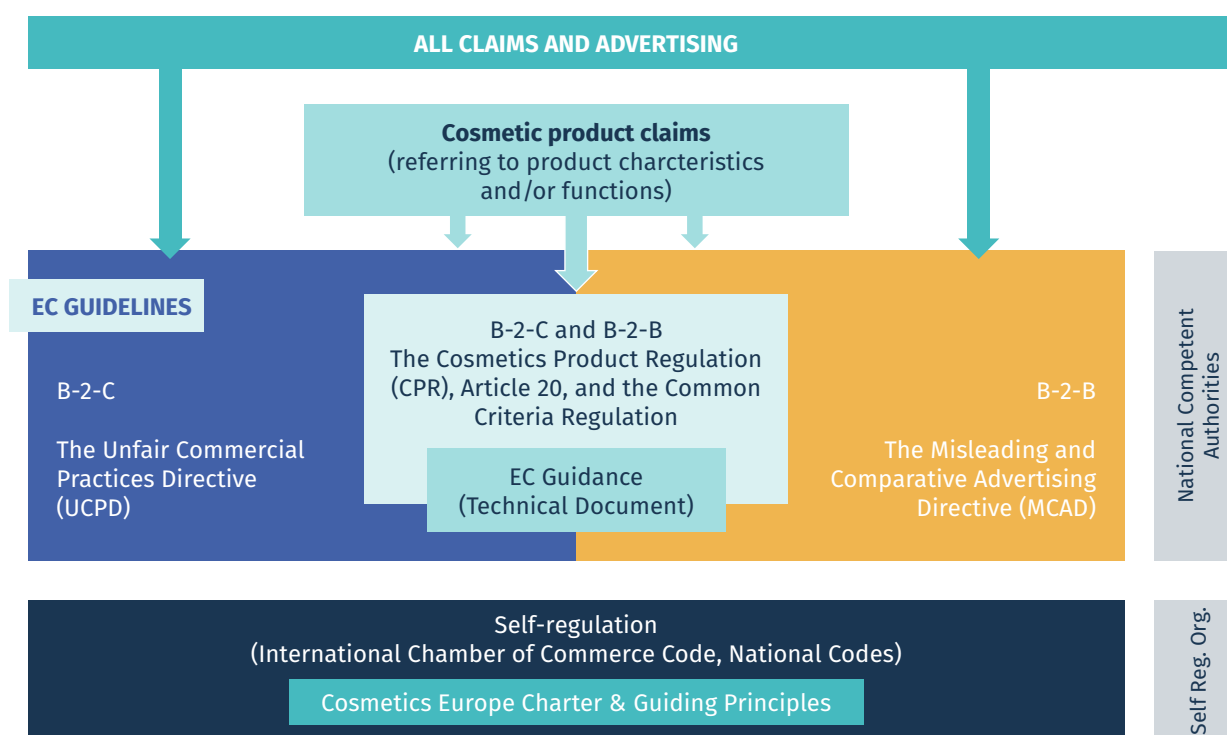 ALL CLAIMS AND ADVERTISING
Cosmetic product claims
(referring to product charcteristics
and/or functions)
EC GUIDELINES
B-2-C
The Unfair Commercial
Practices Directive
(UCPD)
B-2-C and B-2-B
The Cosmetics Product Regulation
(CPR), Article 20, and the Common
Criteria Regulation
EC Guidance
(Technical Document)
B-2-B
The Misleading and
Comparative Advertising
Directive (MCAD)
National Competent
Authorities
Self-regulation
(International Chamber of Commerce Code, National Codes)
Cosmetics Europe Charter & Guiding Principles
Self Reg. Org.